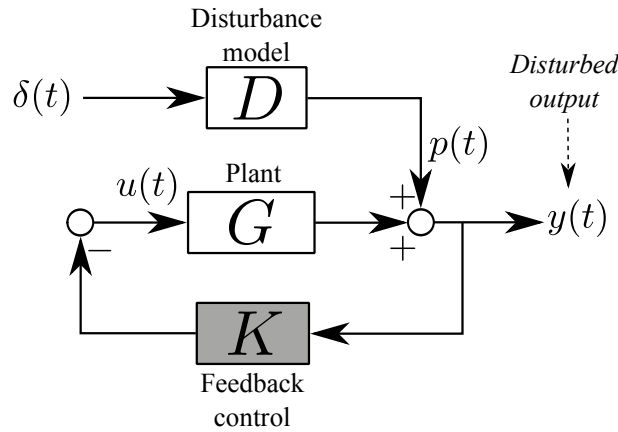 Disturbance
model
δ(t)
D
Disturbed
output
p(t)
u(t)
Plant
G
+
+
y(t)
−
K
Feedback
control